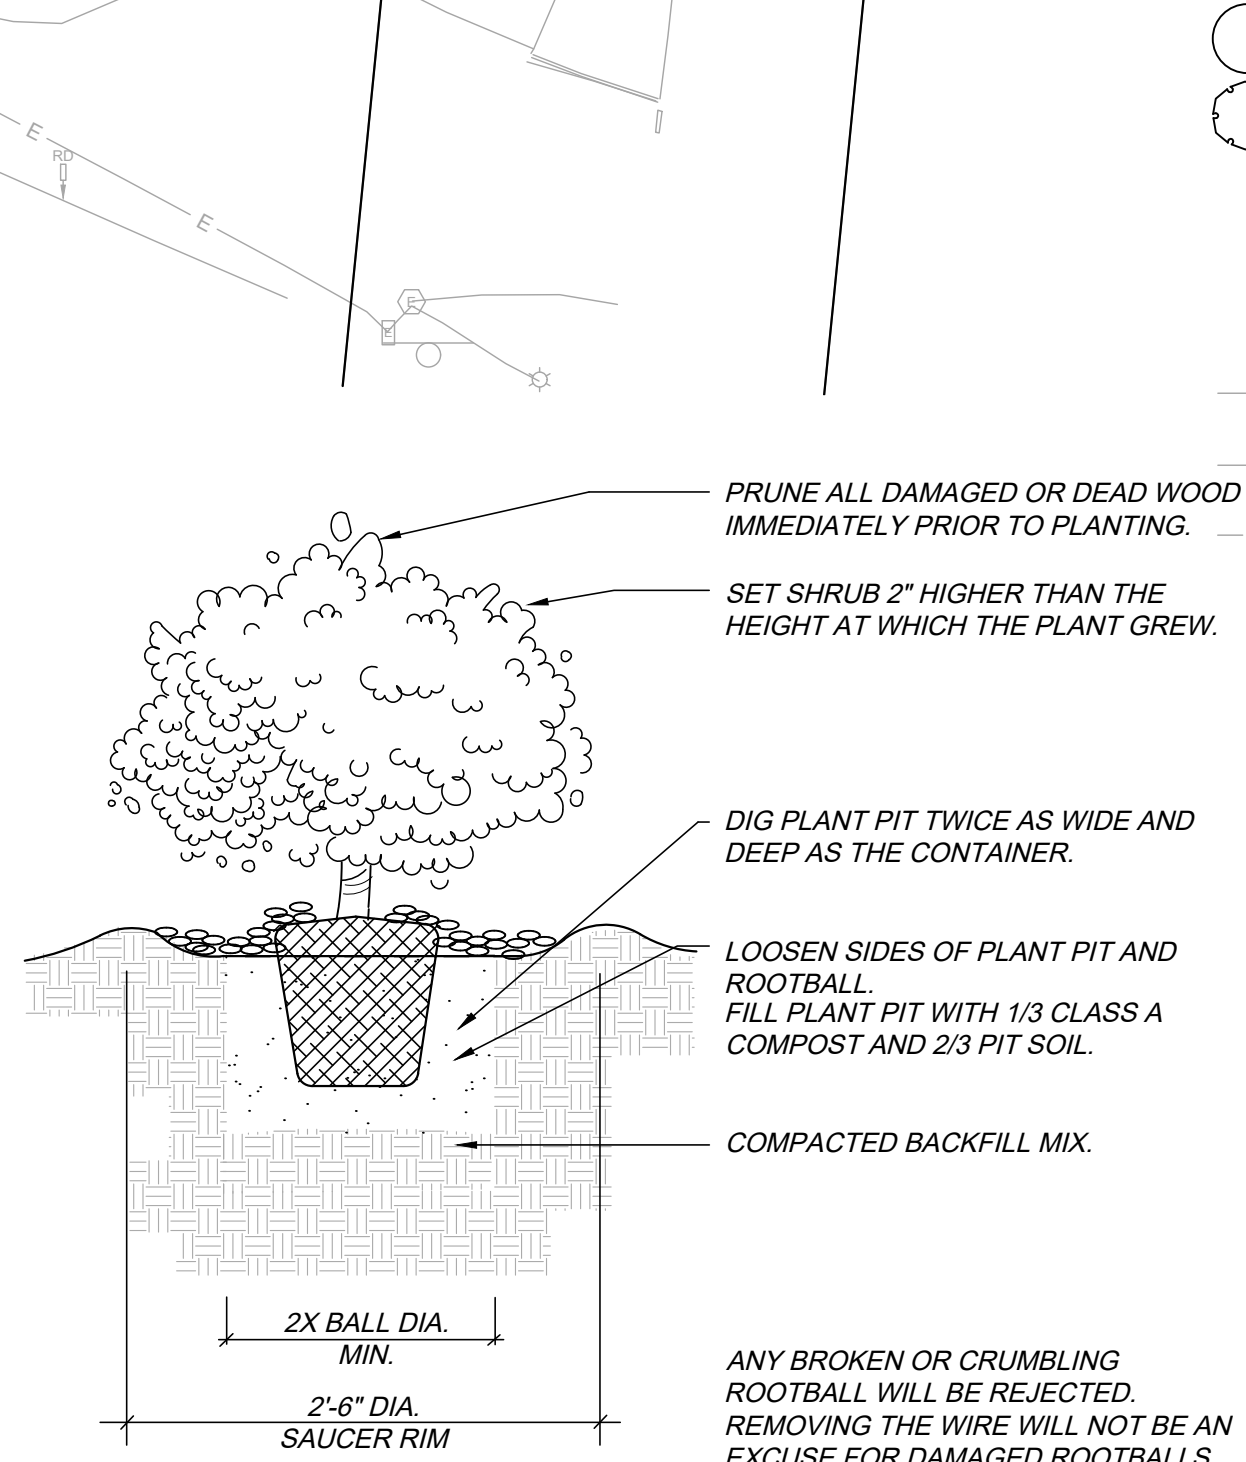 E
RD
E
E
E
PRUNE ALL DAMAGED OR DEAD WOOD
IMMEDIATELY PRIOR TO PLANTING.
SET SHRUB 2" HIGHER THAN THE
HEIGHT AT WHICH THE PLANT GREW.
DIG PLANT PIT TWICE AS WIDE AND
DEEP AS THE CONTAINER.
LOOSEN SIDES OF PLANT PIT AND
ROOTBALL.
FILL PLANT PIT WITH 1/3 CLASS A
COMPOST AND 2/3 PIT SOIL.
COMPACTED BACKFILL MIX.
2X BALL DIA.
MIN.
2'-6" DIA.
SAUCER RIM
ANY BROKEN OR CRUMBLING
ROOTBALL WILL BE REJECTED.
REMOVING THE WIRE WILL NOT BE AN
EXCUSE FOR DAMAGED ROOTBALLS